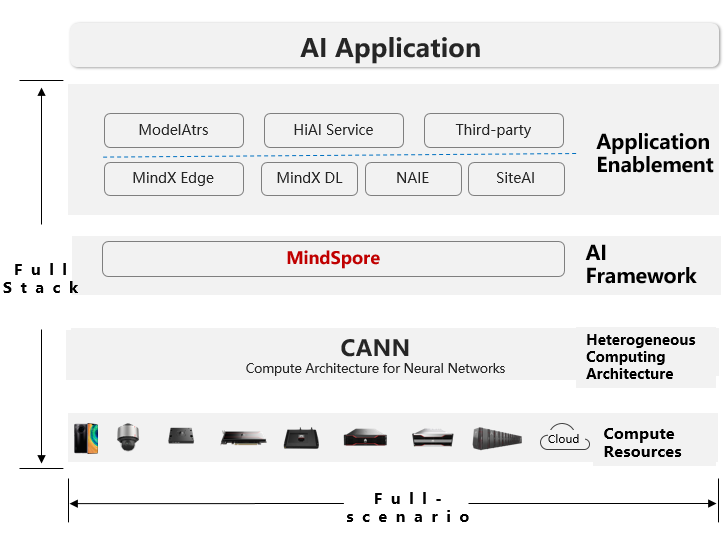 AI Application
ModelAtrs
HiAI Service
Third-party
Application
Enablement
MindX Edge
MindX DL
NAIE
SiteAI
Full
Stack
MindSpore
AI
Framework
CANN
Compute Architecture for Neural Networks
Heterogeneous
Computing
Architecture
Cloud
Compute
Resources
Full-
scenario